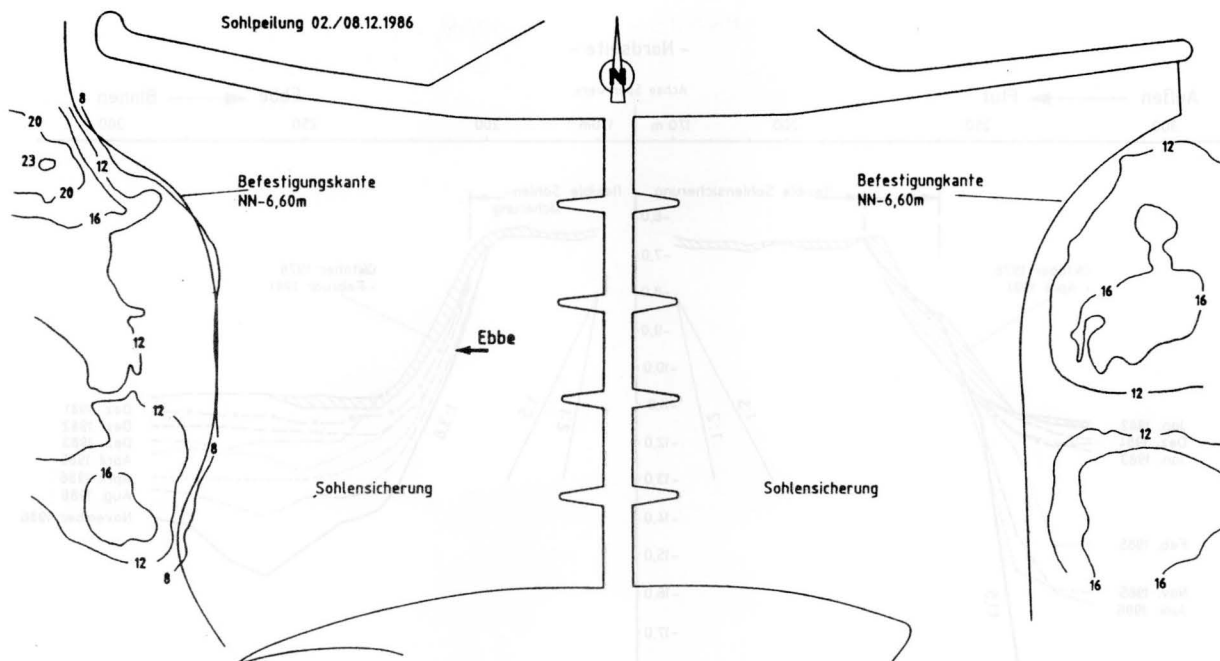 Sohlpeilung 02./08.12.1986
N
8
20
12
23
20
16
Befestigungskante
NN-6,60m
Befestigungkante
NN-6,60m
12
16
16
12
Ebbe
12
12
8
12
16
Sohlensicherung
Sohlensicherung
12
8
16
16